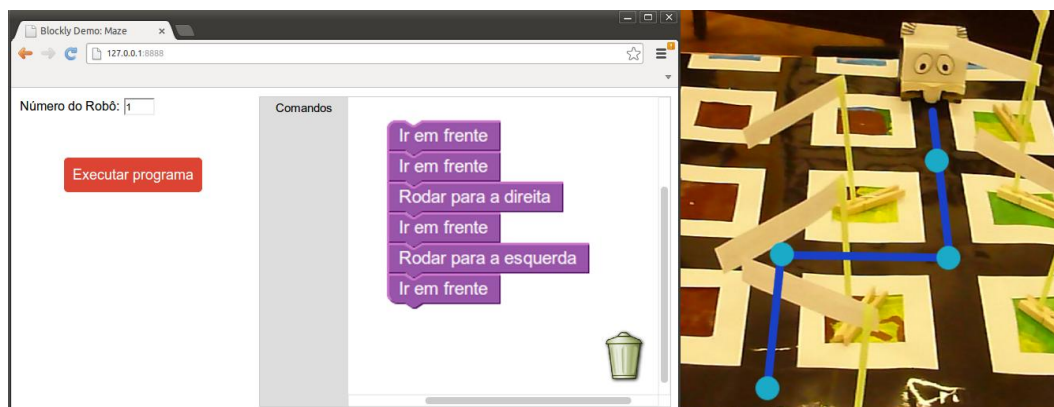 Blockly Demo: Maze
127.0.0.1:8888
Número do Robô: 1
Comandos
Executar programa
Ir em frente
Ir em frente
Rodar para a direita
Ir em frente
Rodar para a esquerda
Ir em frente